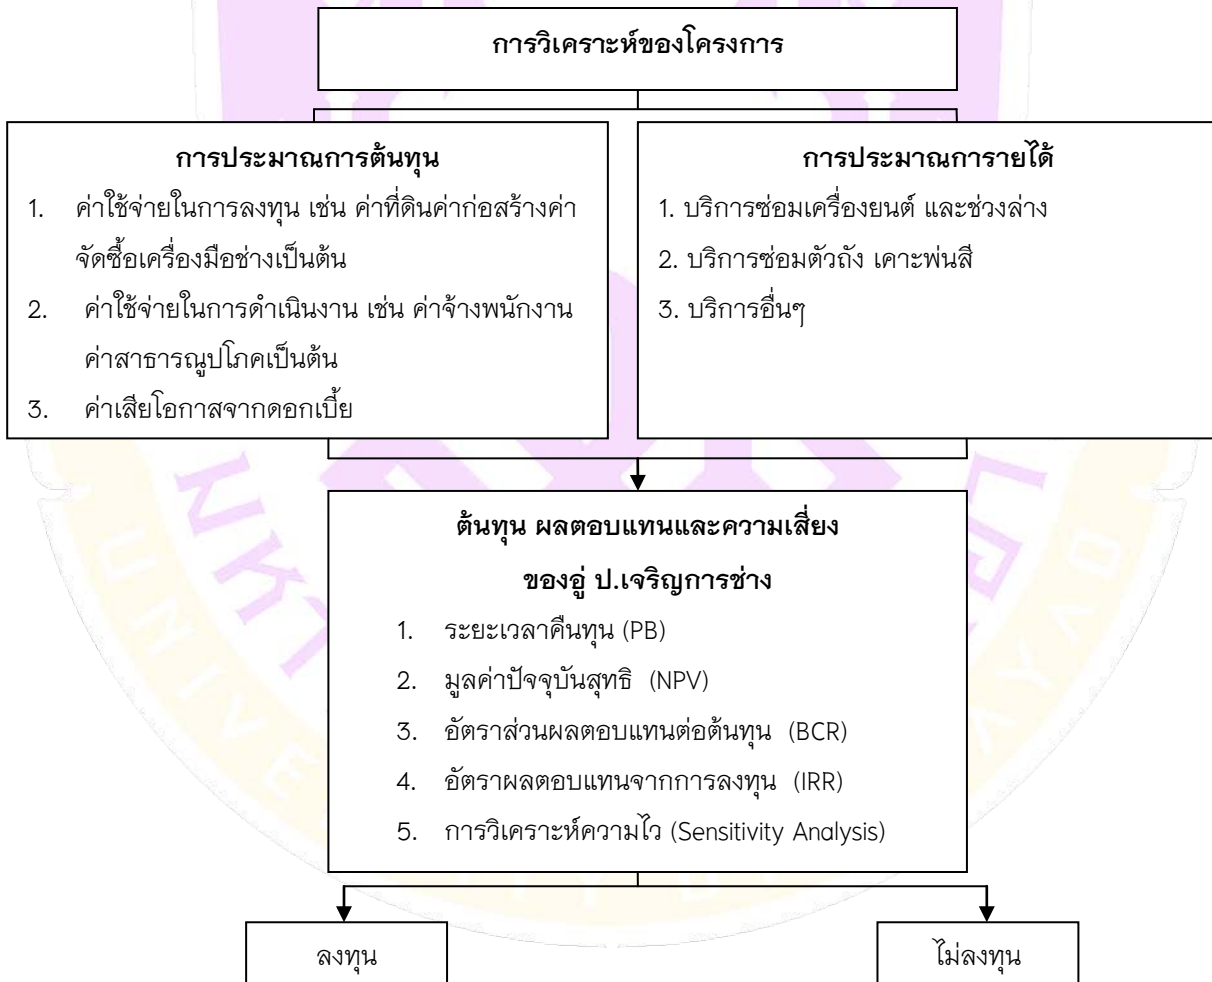 การวิเคราะห์ของโครงการ
การประมาณการต้นทุน
1. ค่าใช้จ่ายในการลงทุน เช่น ค่าที่ดินค่าก่อสร้างค่า
จัดซื้อเครื่องมือช่างเป็นต้น
2. ค่าใช้จ่ายในการดำเนินงาน เช่น ค่าจ้างพนักงาน
ค่าสาธารณูปโภคเป็นต้น
3. ค่าเสียโอกาสจากดอกเบี้ย
การประมาณการายได้
1. บริการซ่อมเครื่องยนต์ และช่วงล่าง
2. บริการซ่อมตัวถัง เคาะพ่นสี
3. บริการอื่นๆ
ต้นทุน ผลตอบแทนและความเสี่ยง
ของอู่ ป.เจริญการช่าง
1. ระยะเวลาคืนทุน (PB)
2. มูลค่าปัจจุบันสุทธิ (NPV)
3. อัตราส่วนผลตอบแทนต่อต้นทุน (BCR)
4. อัตราผลตอบแทนจากการลงทุน (IRR)
5. การวิเคราะห์ความไว (Sensitivity Analysis)
ลงทุน
ไม่ลงทุน